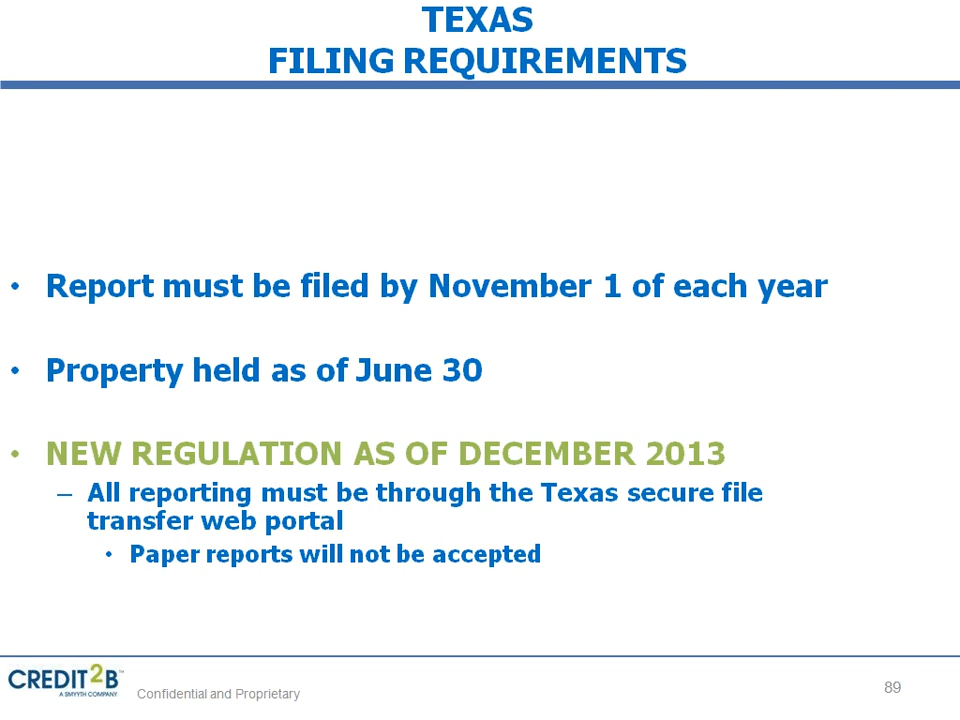 TEXAS
FILING REQUIREMENTS
• Report must be filed by November 1 of each year
• Property held as of June 30
• NEW REGULATION AS OF DECEMBER 2013
– All reporting must be through the Texas secure file
transfer web portal
• Paper reports will not be accepted
CREDIT2B™
A SMYYTH COMPANY
Confidential and Proprietary
89